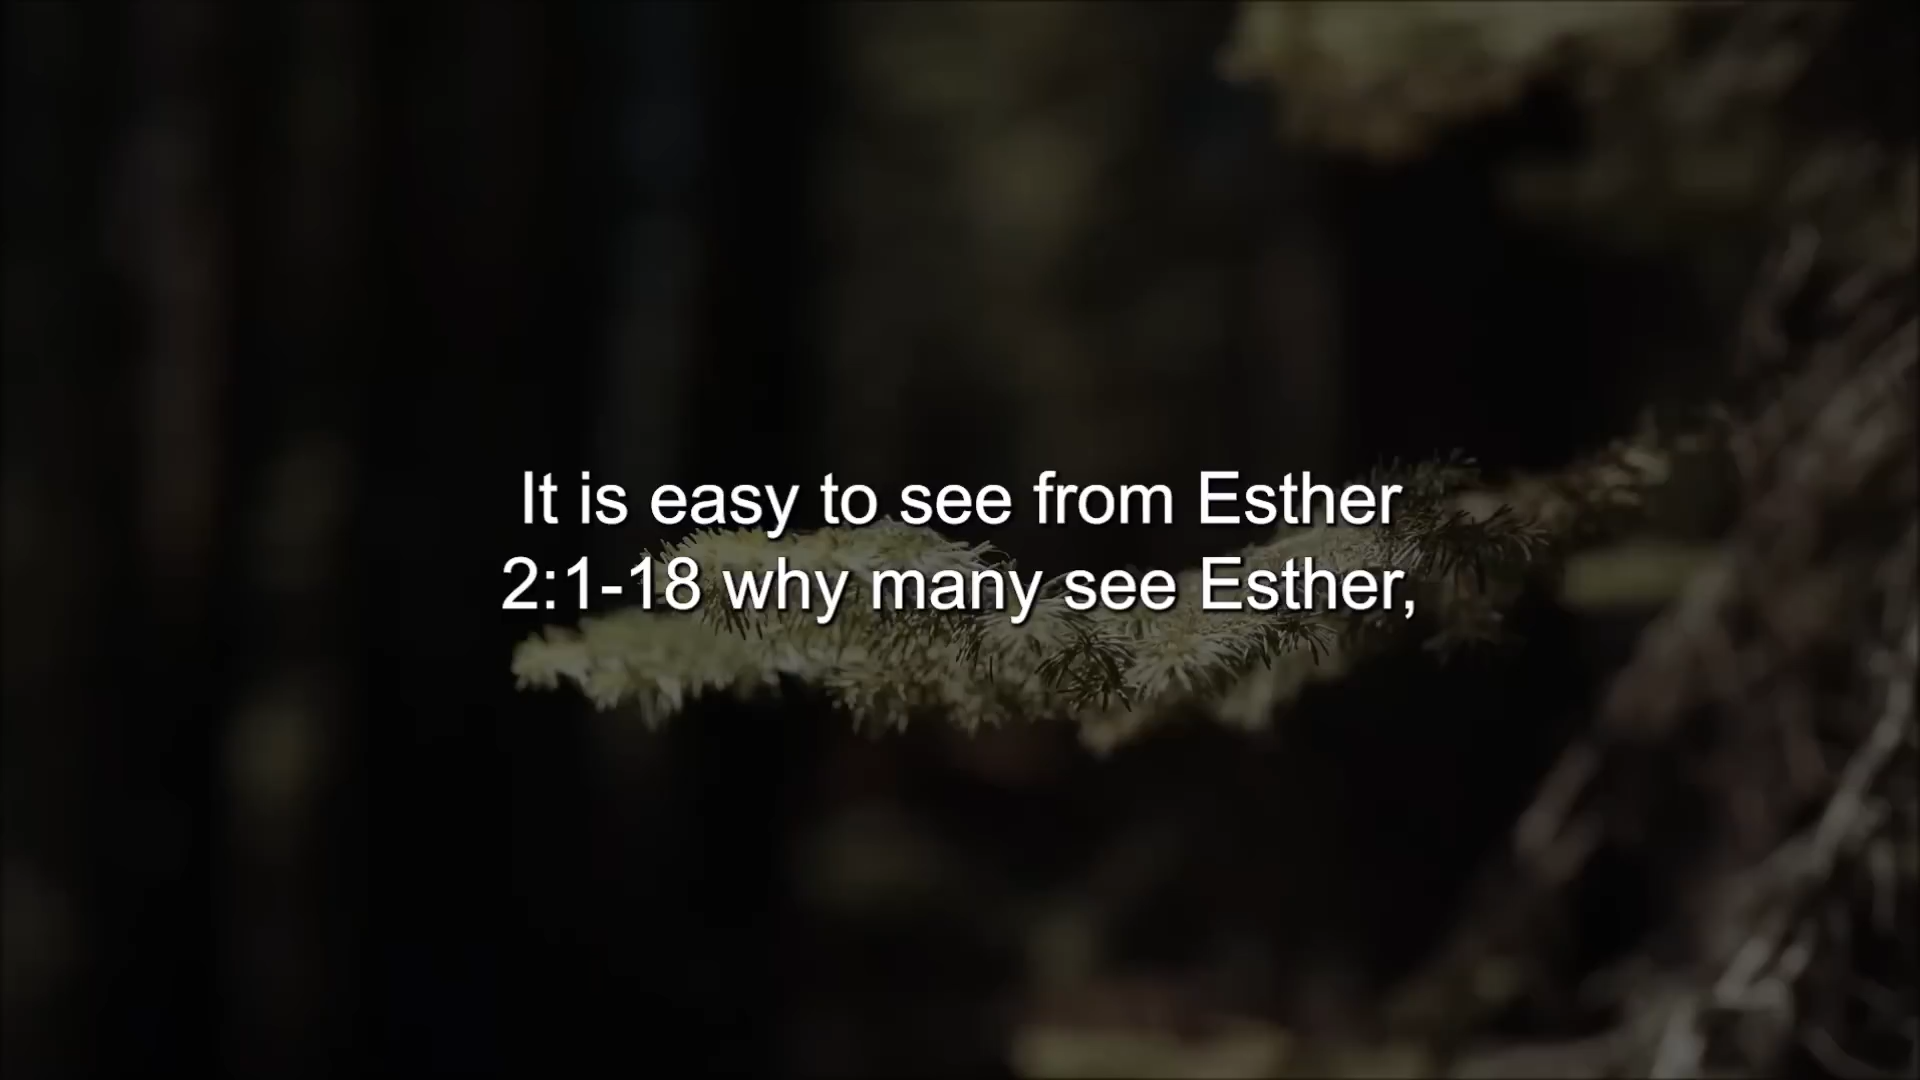 It is easy to see from Esther
2:1-18 why many see Esther,